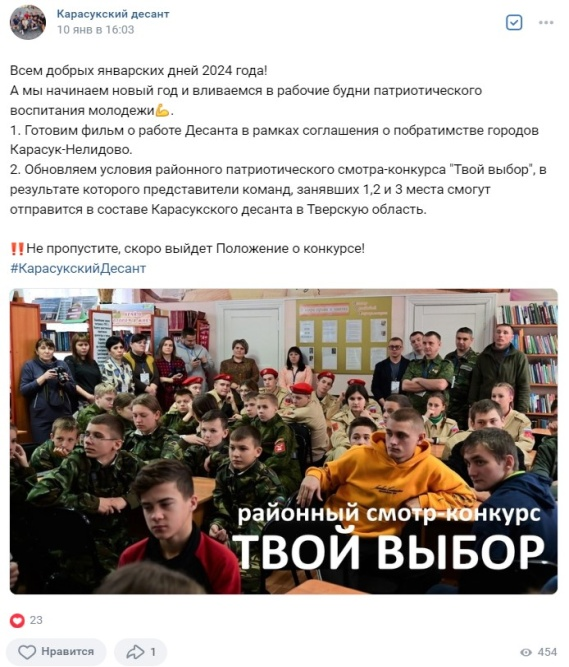 Карасукский десант
10 янв в 16:03
Всем добрых январских дней 2024 года!
А мы начинаем новый год и вливаемся в рабочие будни патриотического
воспитания молодежи💪.
1. Готовим фильм о работе Десанта в рамках соглашения о побратимстве городов
Карасук-Нелидово.
2. Обновляем условия районного патриотического смотра-конкурса "Твой выбор", в
результате которого представители команд, занявших 1,2 и 3 места смогут
отправится в составе Карасукского десанта в Тверскую область.
‼️Не пропустите, скоро выйдет Положение о конкурсе!
#КарасукскийДесант
районный смотр-конкурс
ТВОЙ ВЫБОР
23
Нравится
1
454